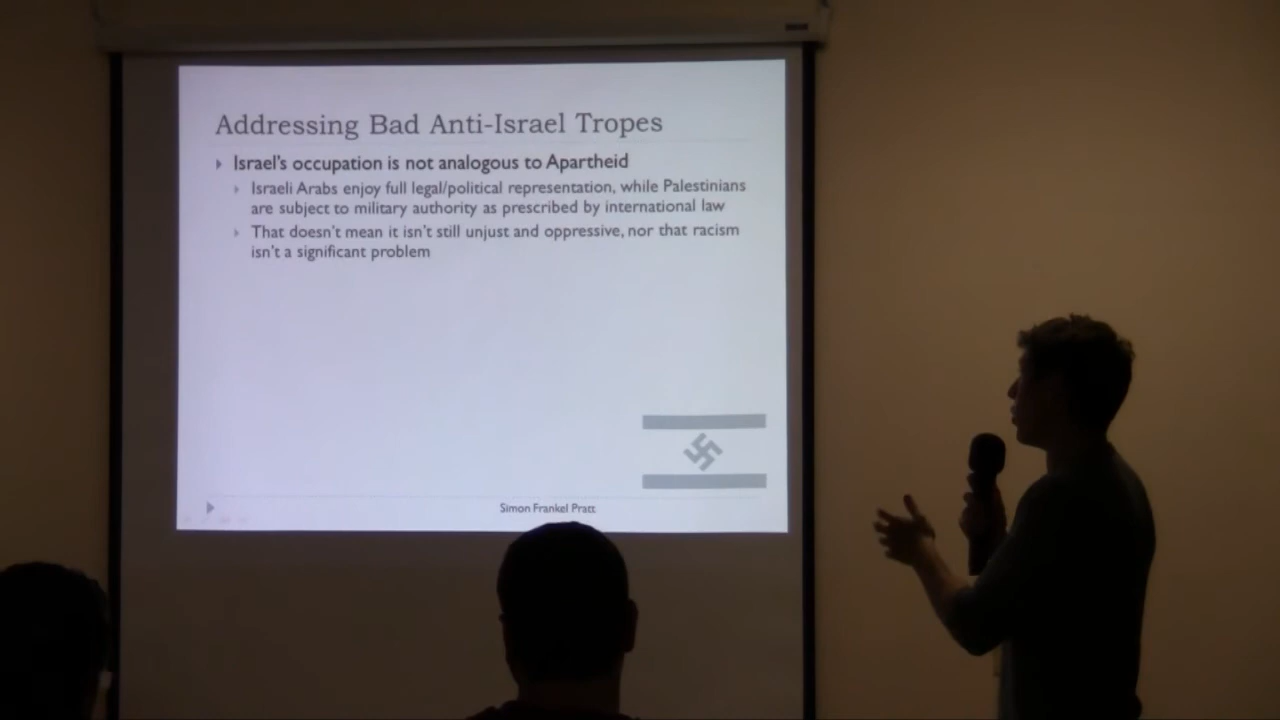 Addressing Bad Anti-Israel Tropes
Israel's occupation is not analogous to Apartheid
Israeli Arabs enjoy full legal/political representation, while Palestinians
are subject to military authority as prescribed by international law
That doesn't mean it isn't still unjust and oppressive, nor that racism
isn't a significant problem
Simon Frankel Pratt